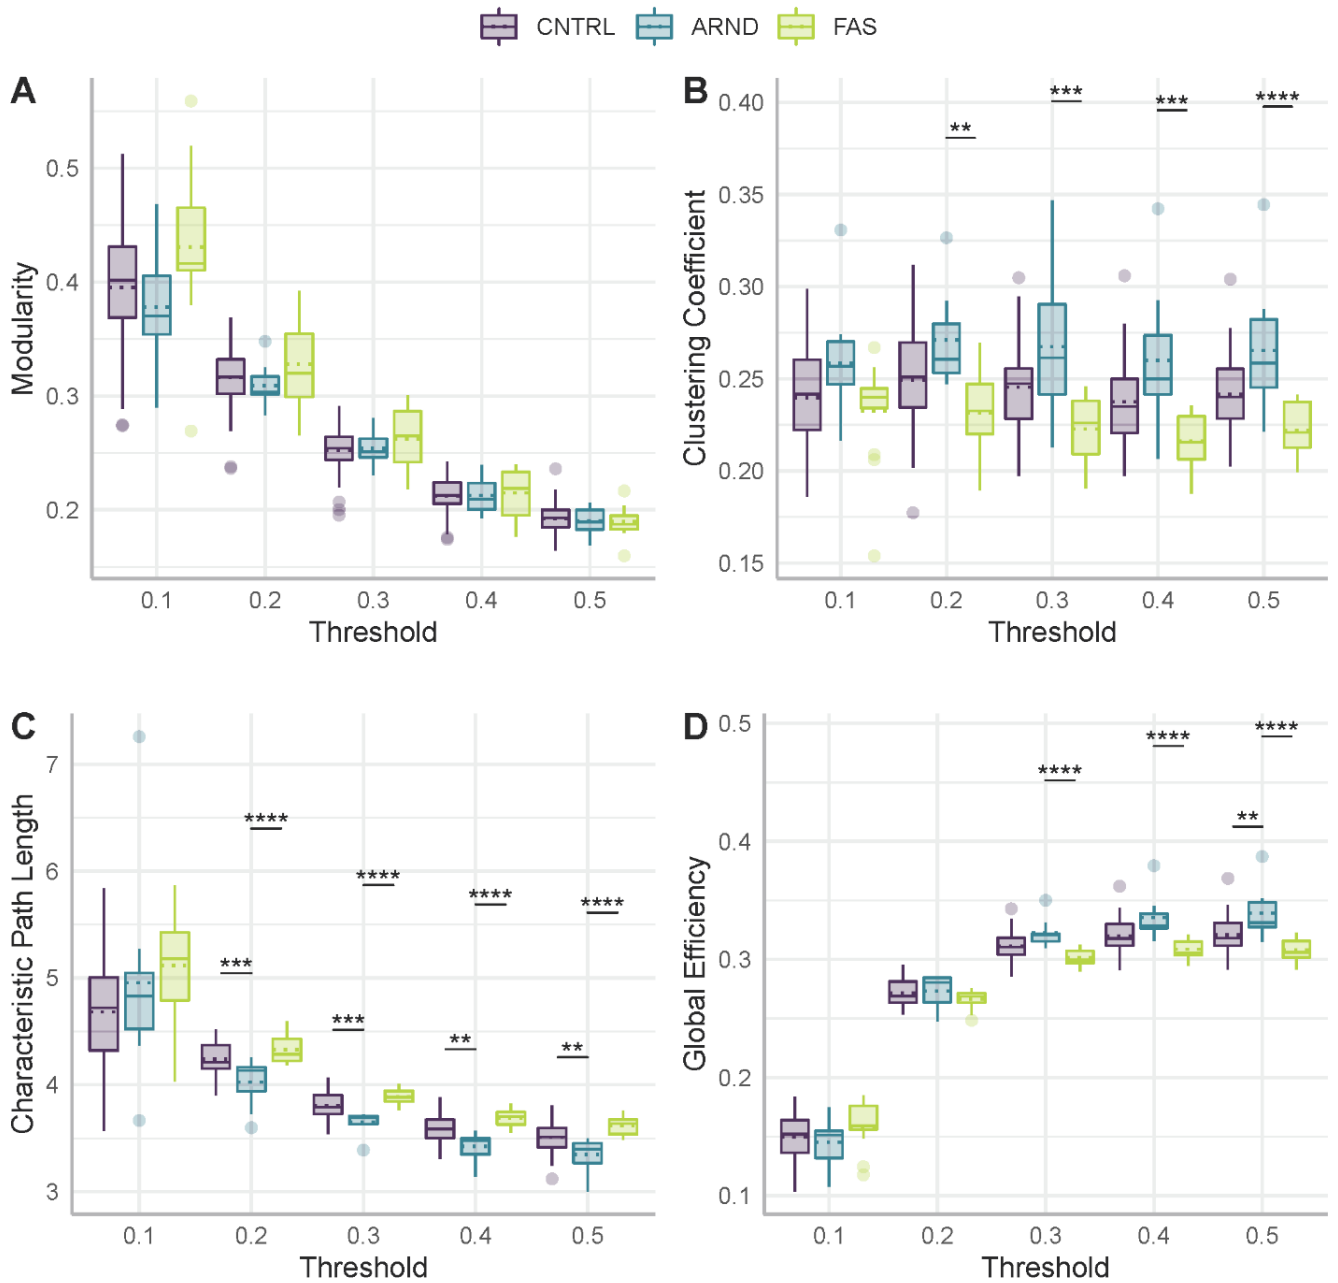 CNTRL ARND FAS
A
Modularity
0.5
0.4
0.3
0.2
0.1 0.2 0.3 0.4 0.5
Threshold
B
Clustering Coefficient
0.40
0.35
0.30
0.25
0.20
0.15
** *** *** ****
0.1 0.2 0.3 0.4 0.5
Threshold
C
Characteristic Path Length
7
6
5
4
3
**** **** **** ****
*** *** ** **
0.1 0.2 0.3 0.4 0.5
Threshold
D
Global Efficiency
0.5
0.4
0.3
0.2
0.1
**** **** ****
**
0.1 0.2 0.3 0.4 0.5
Threshold